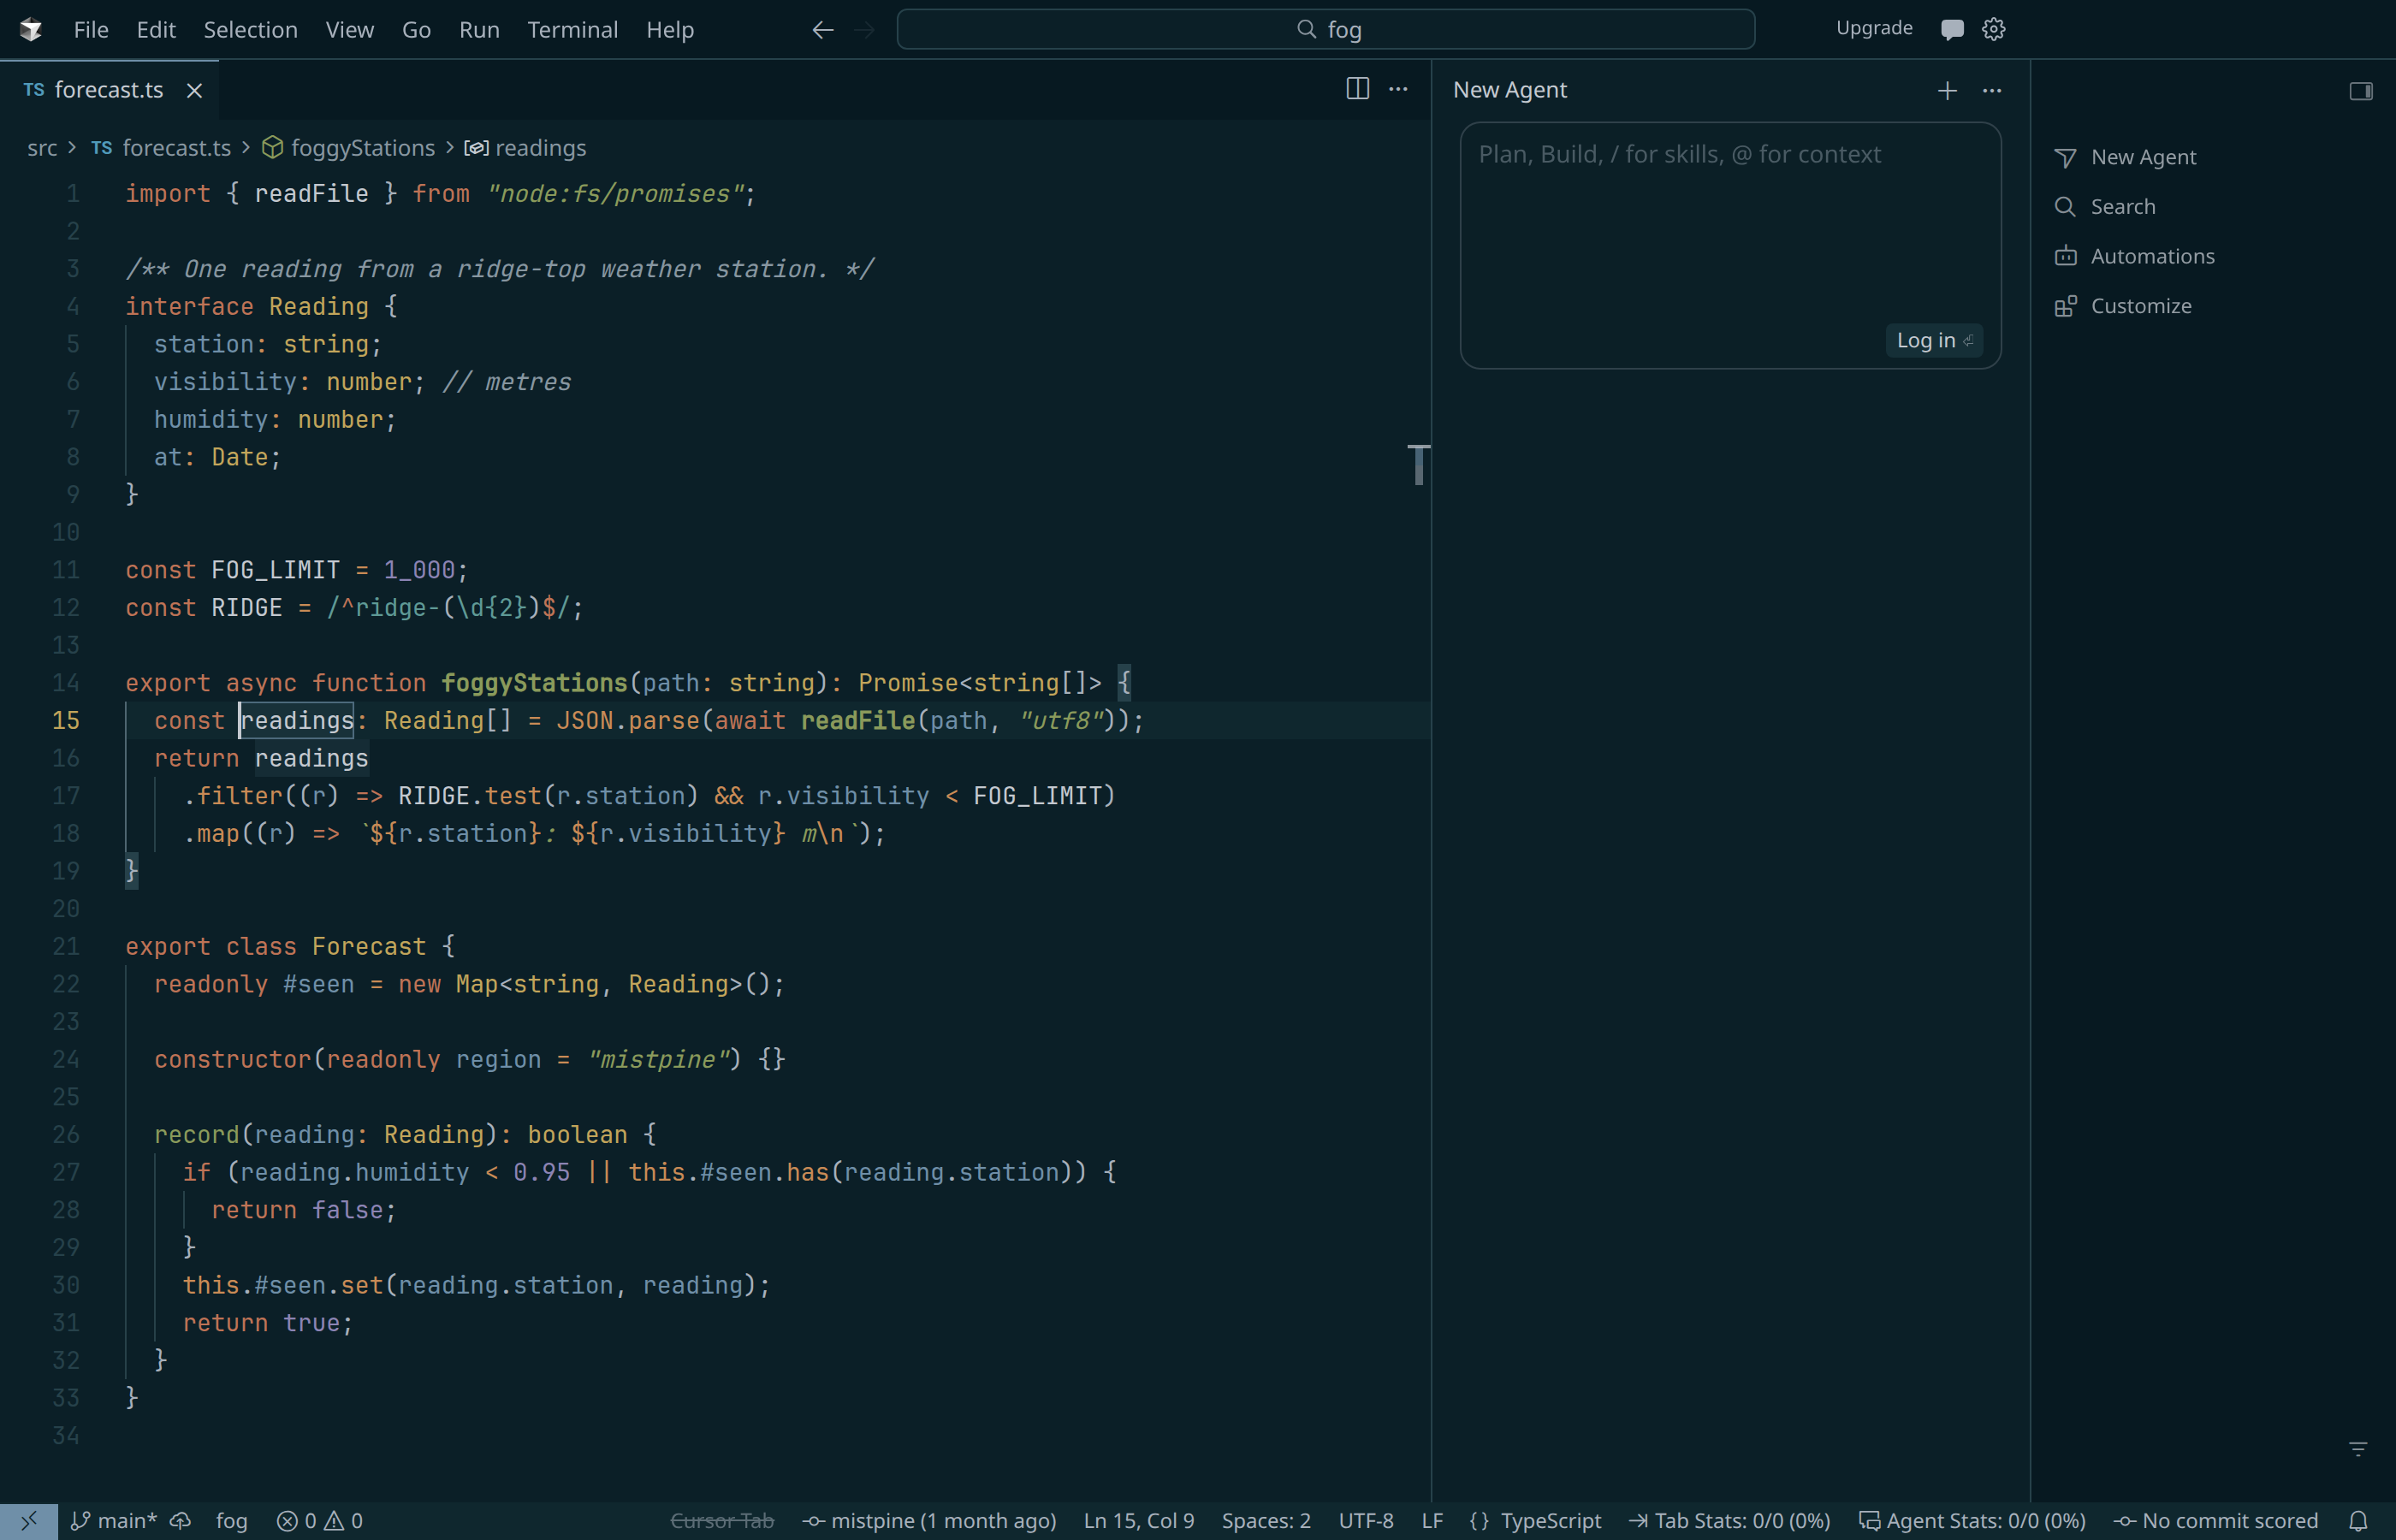 File Edit Selection View Go Run Terminal Help
fog
Upgrade
TS forecast.ts
src > TS forecast.ts > foggyStations > readings
1 import { readFile } from "node:fs/promises";
2
3 /** One reading from a ridge-top weather station. */
4 interface Reading {
5   station: string;
6   visibility: number; // metres
7   humidity: number;
8   at: Date;
9 }
10
11 const FOG_LIMIT = 1_000;
12 const RIDGE = /^ridge-(\d{2})$/;
13
14 export async function foggyStations(path: string): Promise<string[]> {
15   const readings: Reading[] = JSON.parse(await readFile(path, "utf8"));
16   return readings
17     .filter((r) => RIDGE.test(r.station) && r.visibility < FOG_LIMIT)
18     .map((r) => `${r.station}: ${r.visibility} m\n`);
19 }
20
21 export class Forecast {
22   readonly #seen = new Map<string, Reading>();
23
24   constructor(readonly region = "mistpine") {}
25
26   record(reading: Reading): boolean {
27     if (reading.humidity < 0.95 || this.#seen.has(reading.station)) {
28       return false;
29     }
30     this.#seen.set(reading.station, reading);
31     return true;
32   }
33 }
34
New Agent
Plan, Build, / for skills, @ for context
Log in
New Agent
Search
Automations
Customize
main* fog 0 0 Cursor Tab mistpine (1 month ago) Ln 15, Col 9 Spaces: 2 UTF-8 LF {} TypeScript Tab Stats: 0/0 (0%) Agent Stats: 0/0 (0%) No commit scored